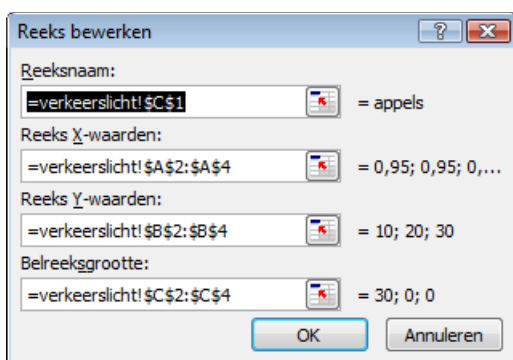 Reeks bewerken
Reeksnaam:
=verkeerslicht!$C$1 = appels
Reeks X-waarden:
=verkeerslicht!$A$2:$A$4 = 0,95; 0,95; 0,...
Reeks Y-waarden:
=verkeerslicht!$B$2:$B$4 = 10; 20; 30
Belreeksgrootte:
=verkeerslicht!$C$2:$C$4 = 30; 0; 0
OK Annuleren